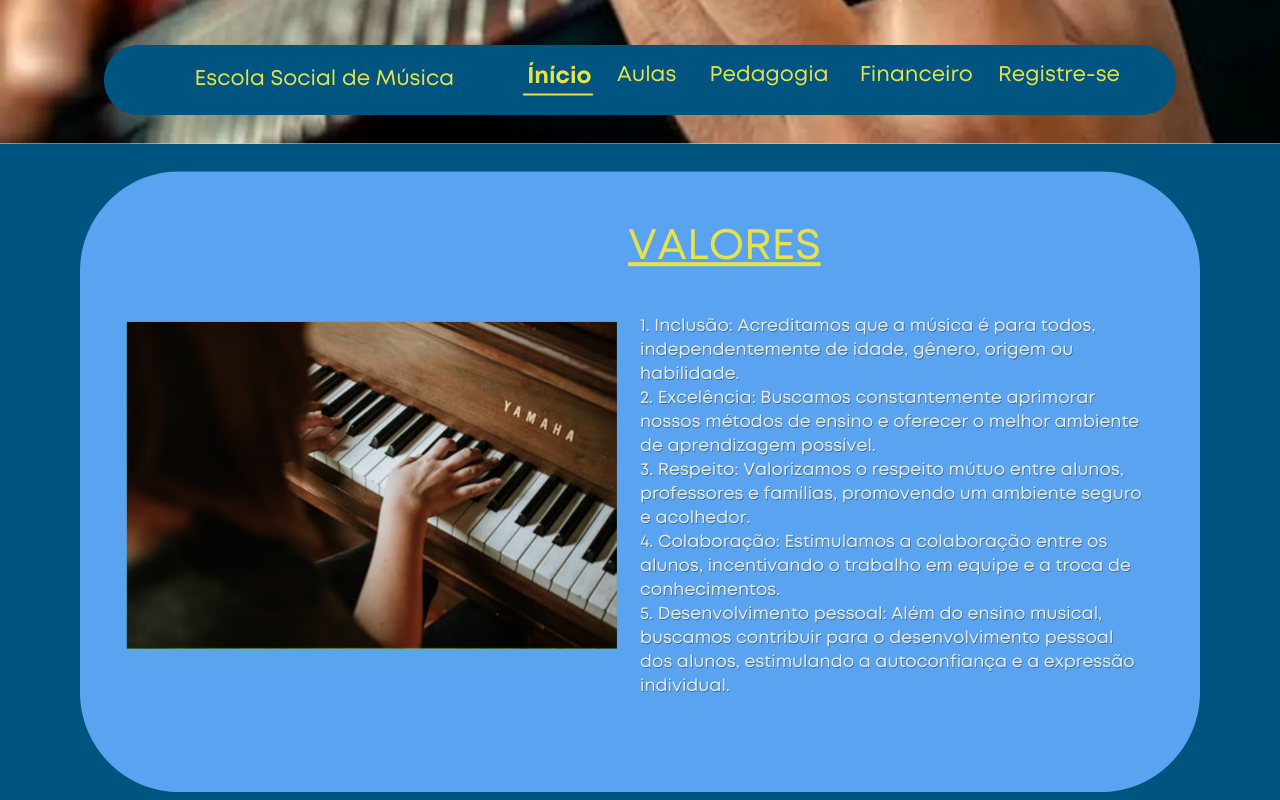 Escola Social de Música
Ínício
Aulas
Pedagogia
Financeiro
Registre-se
VALORES
YAMAHA
1. Inclusão: Acreditamos que a música é para todos,
independentemente de idade, gênero, origem ou
habilidade.
2. Excelência: Buscamos constantemente aprimorar
nossos métodos de ensino e oferecer o melhor ambiente
de aprendizagem possível.
3. Respeito: Valorizamos o respeito mútuo entre alunos,
professores e famílias, promovendo um ambiente seguro
e acolhedor.
4. Colaboração: Estimulamos a colaboração entre os
alunos, incentivando o trabalho em equipe e a troca de
conhecimentos.
5. Desenvolvimento pessoal: Além do ensino musical,
buscamos contribuir para o desenvolvimento pessoal
dos alunos, estimulando a autoconfiança e a expressão
individual.